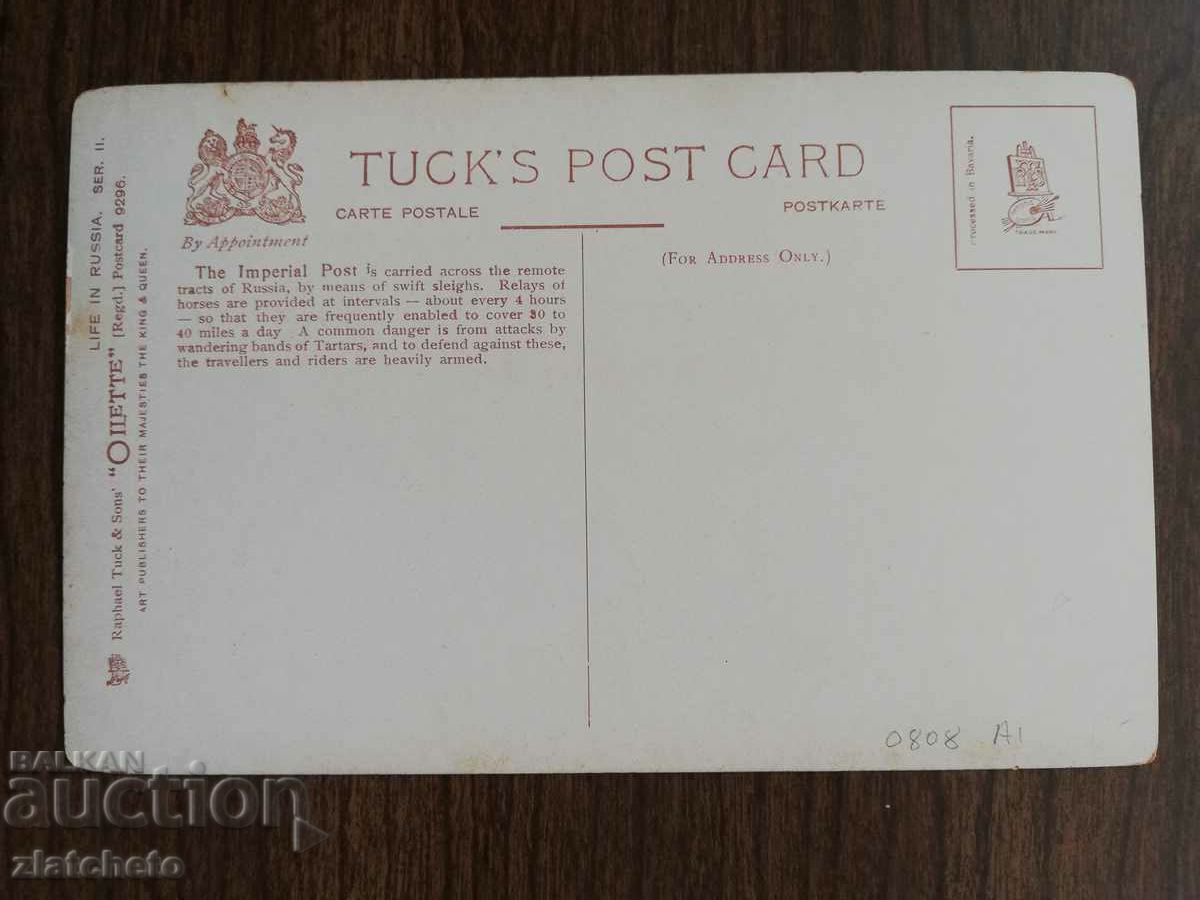 TUCK'S POST CARD
CARTE POSTALE
POSTKARTE
By Appointment
The Imperial Post is carried across the remote
tracts of Russia, by means of swift sleighs. Relays of
horses are provided at intervals — about every 4 hours
— so that they are frequently enabled to cover 30 to
40 miles a day A common danger is from attacks by
wandering bands of Tartars, and to defend against these,
the travellers and riders are heavily armed.
(FOR ADDRESS ONLY.)
Processed in Bavaria.
TRADE MARK
LIFE IN RUSSIA. SER. II.
Raphael Tuck & Sons' "OILETTE" [Regd.] Postcard 9296.
ART PUBLISHERS TO THEIR MAJESTIES THE KING & QUEEN.
0808 A1
BALKAN
auction
zlatcheto